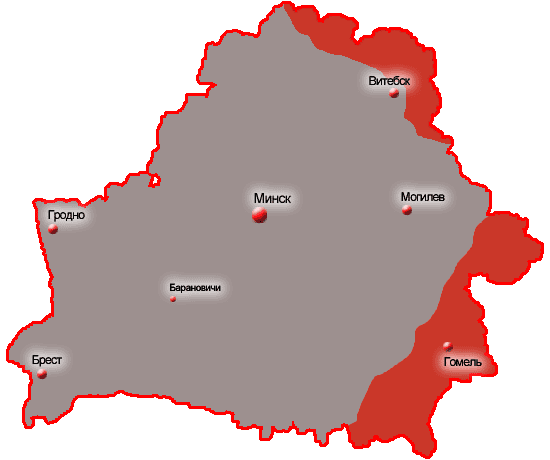 Витебск
Минск
Могилев
Гродно
Барановичи
Брест
Гомель